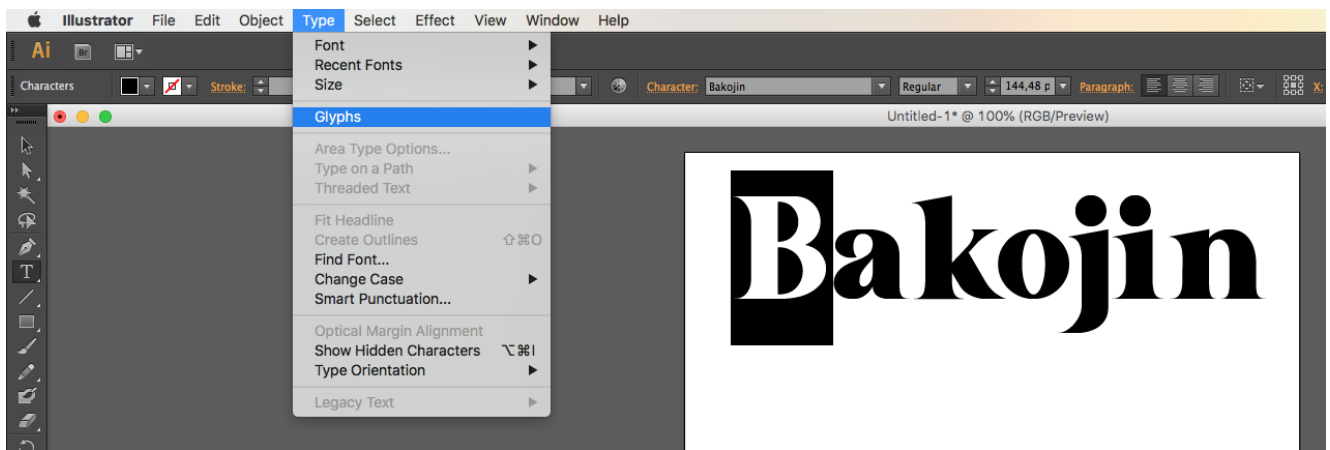 Illustrator File Edit Object Type Select Effect View Window Help
Ai Br
Characters Stroke: Character: Bakojin Regular 144,48 p Paragraph: X:
Untitled-1* @ 100% (RGB/Preview)
Font
Recent Fonts
Size
Glyphs
Area Type Options...
Type on a Path
Threaded Text
Fit Headline
Create Outlines ⇧⌘O
Find Font...
Change Case
Smart Punctuation...
Optical Margin Alignment
Show Hidden Characters ⌥⌘I
Type Orientation
Legacy Text
T
Bakojin